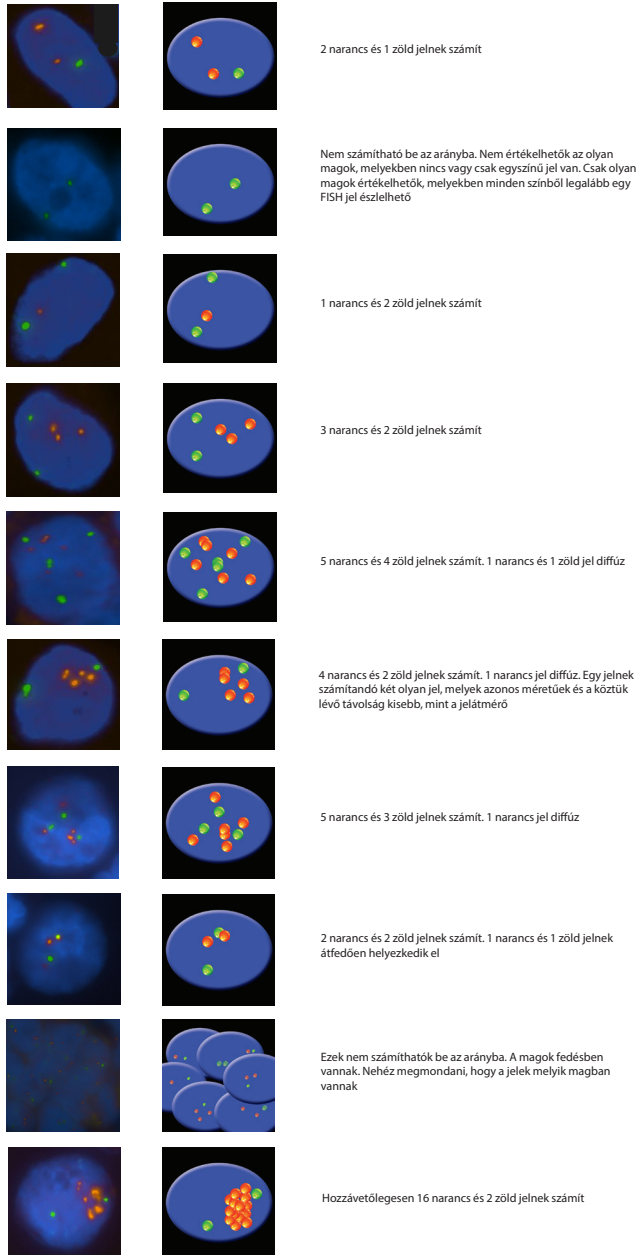 2 narancs és 1 zöld jelnek számít
Nem számítható be az arányba. Nem értékelhetők az olyan
magok, melyekben nincs vagy csak egyszínű jel van. Csak olyan
magok értékelhetők, melyekben minden színből legalább egy
FISH jel észlelhető
1 narancs és 2 zöld jelnek számít
3 narancs és 2 zöld jelnek számít
5 narancs és 4 zöld jelnek számít. 1 narancs és 1 zöld jel diffúz
4 narancs és 2 zöld jelnek számít. 1 narancs jel diffúz. Egy jelnek
számítandó két olyan jel, melyek azonos méretűek és a köztük
lévő távolság kisebb, mint a jelátmérő
5 narancs és 3 zöld jelnek számít. 1 narancs jel diffúz
2 narancs és 2 zöld jelnek számít. 1 narancs és 1 zöld jelnek
átfedően helyezkedik el
Ezek nem számíthatók be az arányba. A magok fedésben
vannak. Nehéz megmondani, hogy a jelek melyik magban
vannak
Hozzávetőlegesen 16 narancs és 2 zöld jelnek számít